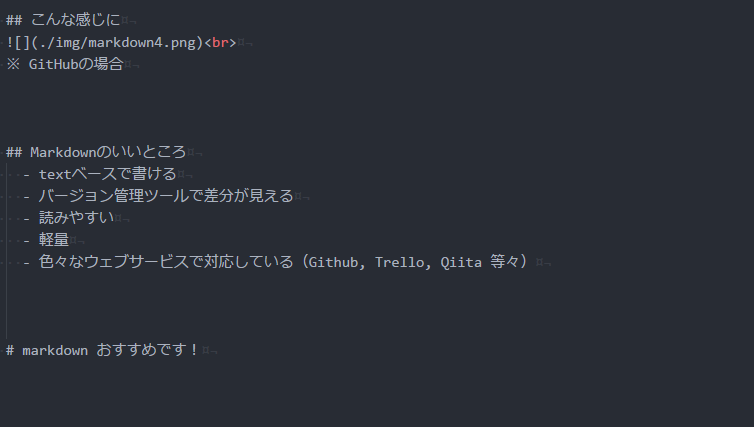 ## こんな感じに
![](./img/markdown4.png)<br>
※ GitHubの場合
## Markdownのいいところ
- textベースで書ける
- バージョン管理ツールで差分が見える
- 読みやすい
- 軽量
- 色々なウェブサービスで対応している（Github, Trello, Qiita 等々）
# markdown おすすめです！